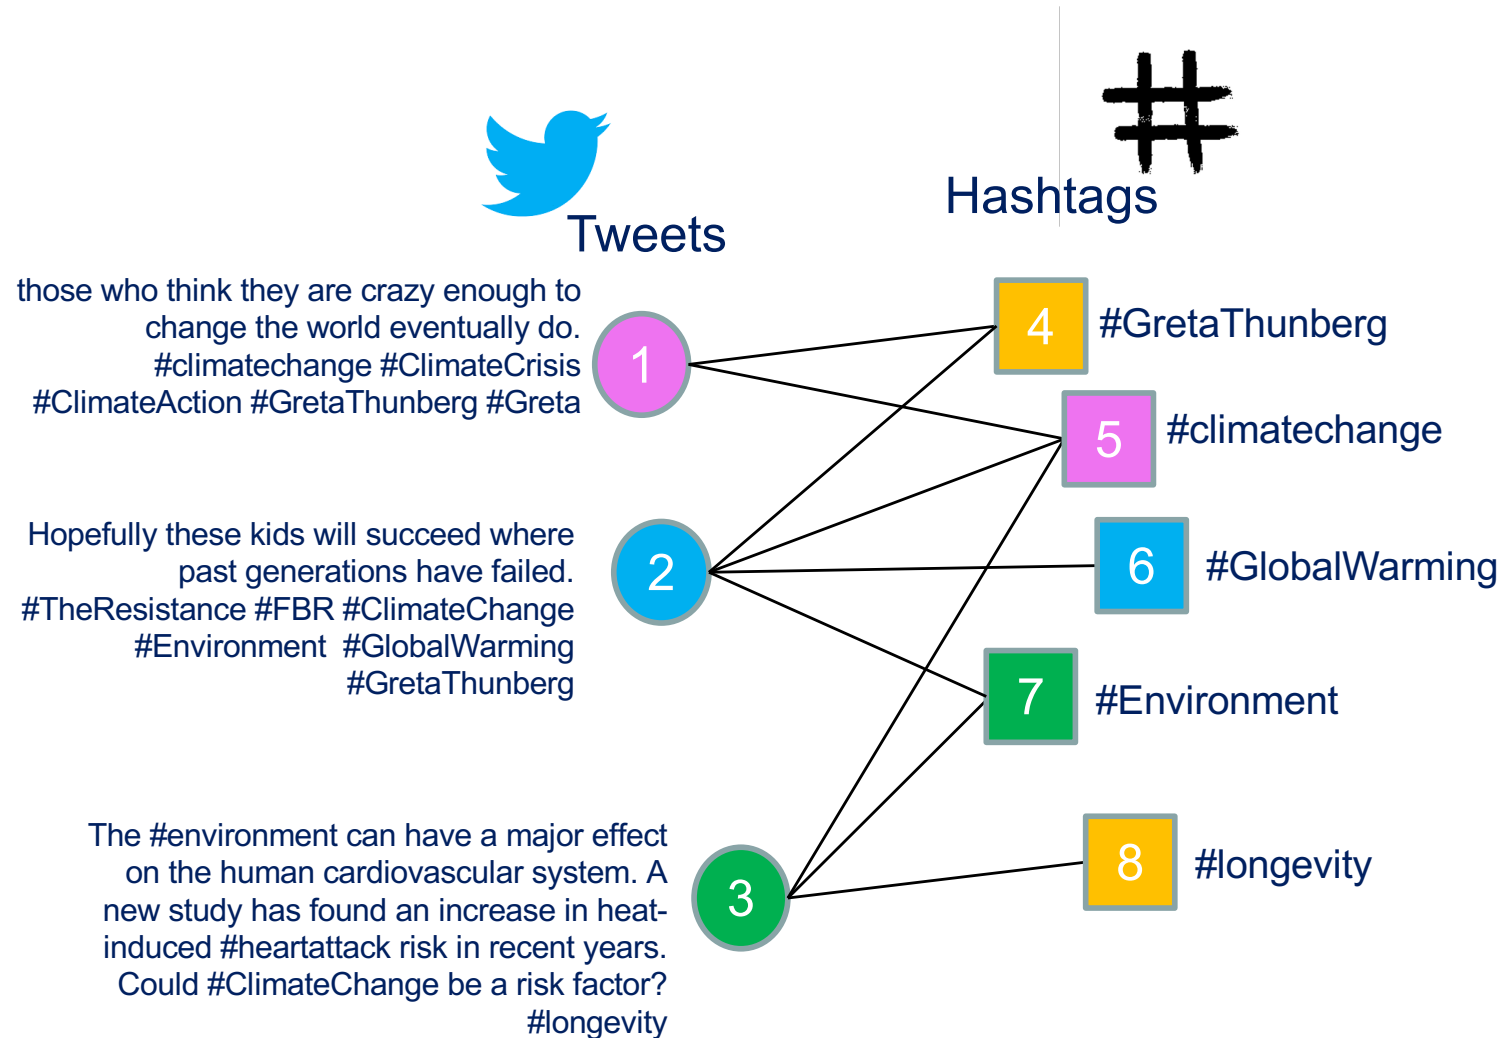 Tweets
Hashtags
those who think they are crazy enough to
change the world eventually do.
#climatechange #ClimateCrisis
#ClimateAction #GretaThunberg #Greta
1
4
#GretaThunberg
5
#climatechange
Hopefully these kids will succeed where
past generations have failed.
#TheResistance #FBR #ClimateChange
#Environment  #GlobalWarming
#GretaThunberg
2
6
#GlobalWarming
7
#Environment
The #environment can have a major effect
on the human cardiovascular system. A
new study has found an increase in heat-
induced #heartattack risk in recent years.
Could #ClimateChange be a risk factor?
#longevity
3
8
#longevity